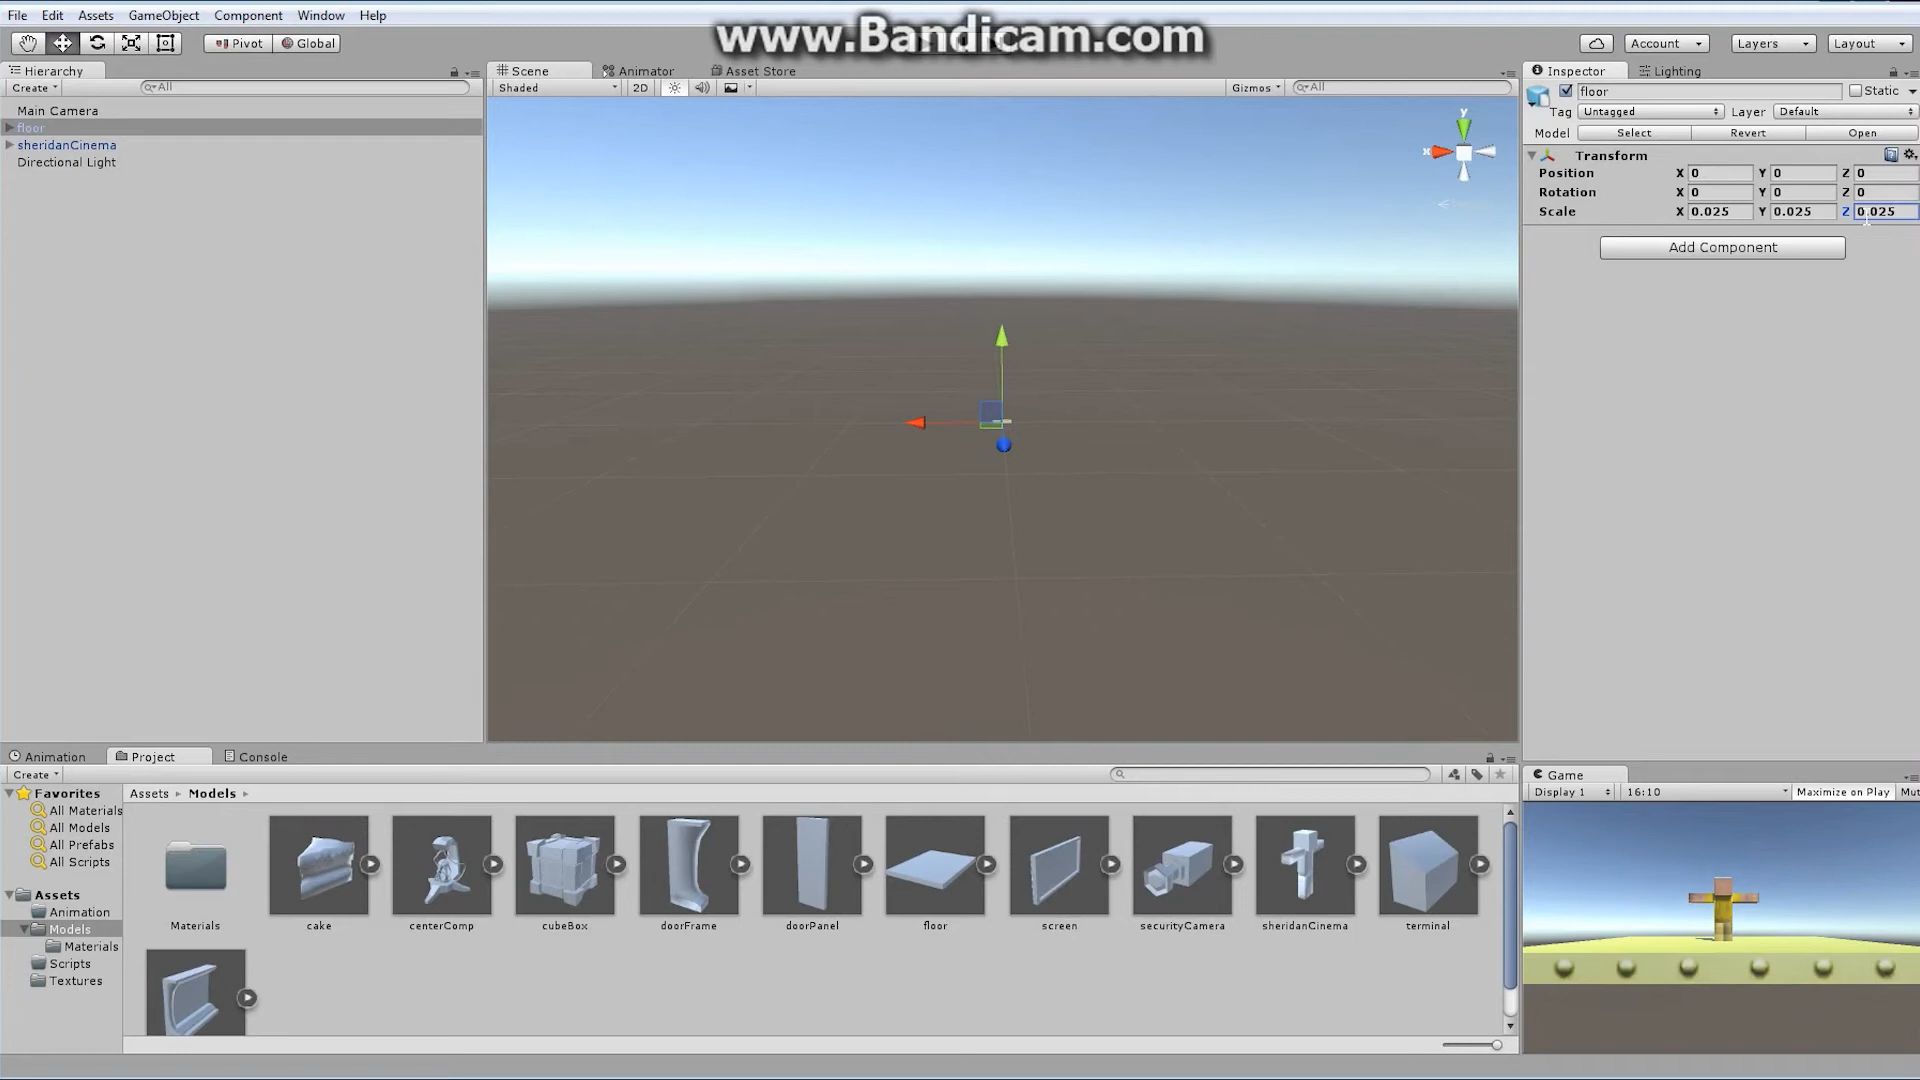 File Edit Assets GameObject Component Window Help
www.Bandicam.com
Pivot Global
Account Layers Layout
Hierarchy
Create All
Main Camera
floor
sheridanCinema
Directional Light
Scene Animator Asset Store
Shaded 2D Gizmos All
y
x
Inspector Lighting
floor Static
Tag Untagged Layer Default
Model Select Revert Open
Transform
Position X 0 Y 0 Z 0
Rotation X 0 Y 0 Z 0
Scale X 0.025 Y 0.025 Z 0.025
Add Component
Animation Project Console
Create
Favorites
All Materials
All Models
All Prefabs
All Scripts
Assets
Animation
Models
Materials
Scripts
Textures
Assets Models
Materials cake centerComp cubeBox doorFrame doorPanel floor screen securityCamera sheridanCinema terminal
Game
Display 1 16:10 Maximize on Play Mut